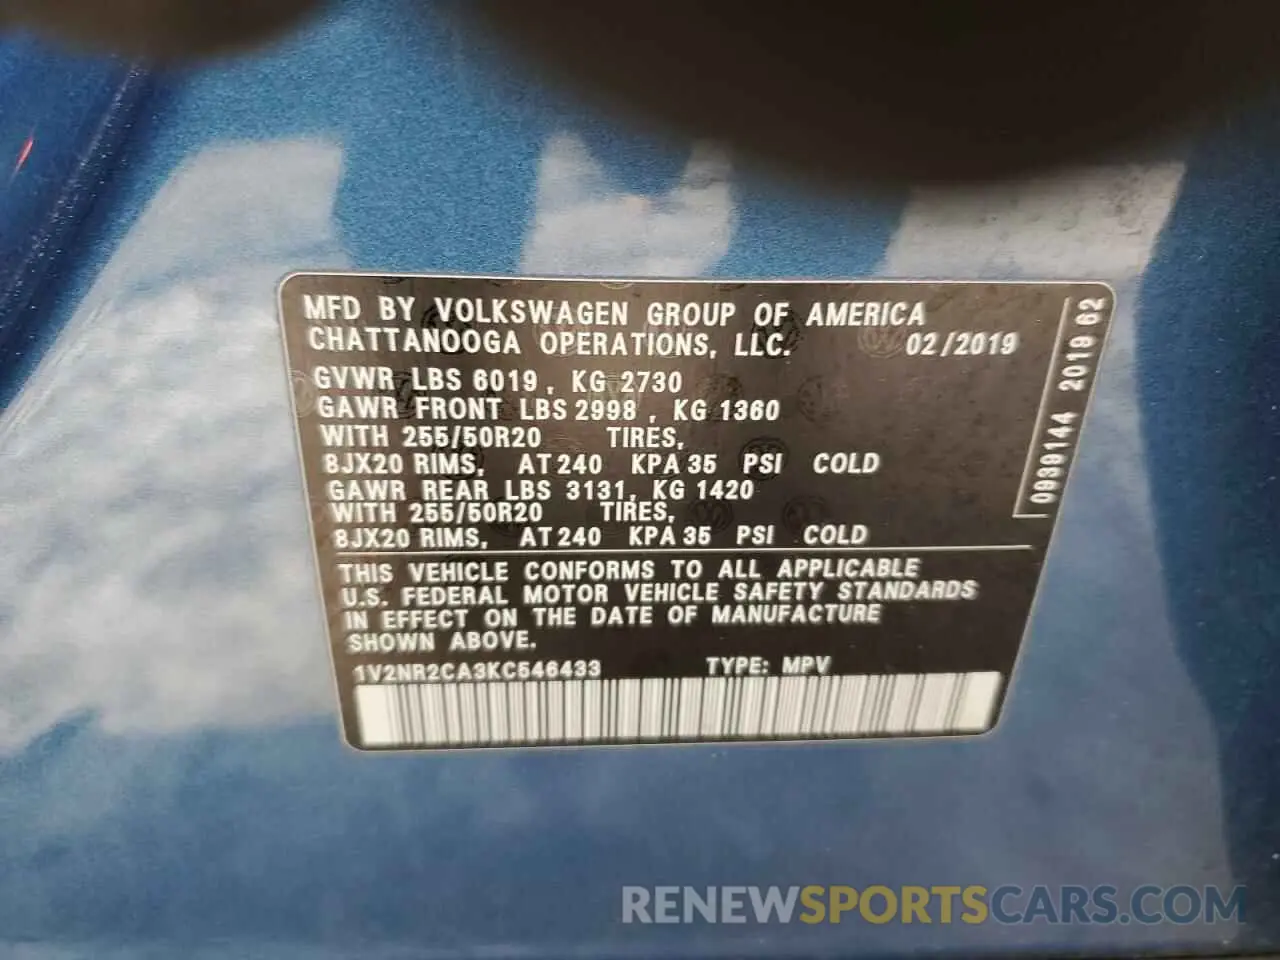 MFD BY VOLKSWAGEN GROUP OF AMERICA
CHATTANOOGA OPERATIONS, LLC. 02/2019
GVWR LBS 6019, KG 2730
GAWR FRONT LBS 2998, KG 1360
WITH 255/50R20 TIRES,
8JX20 RIMS, AT 240 KPA 35 PSI COLD
GAWR REAR LBS 3131, KG 1420
WITH 255/50R20 TIRES,
8JX20 RIMS, AT 240 KPA 35 PSI COLD
THIS VEHICLE CONFORMS TO ALL APPLICABLE
U.S. FEDERAL MOTOR VEHICLE SAFETY STANDARDS
IN EFFECT ON THE DATE OF MANUFACTURE
SHOWN ABOVE.
1V2NR2CA3KC546433 TYPE: MPV
0939144 2019 62
RENEWSPORTSCARS.COM